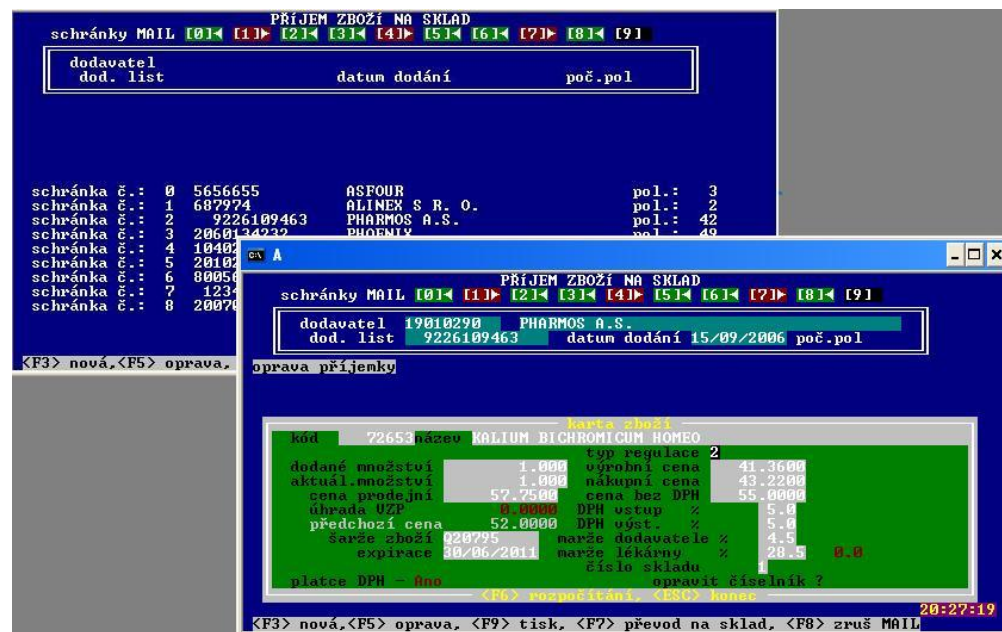 PŘÍJEM ZBOŽÍ NA SKLAD
schránky MAIL [0]◄ [1]► [2]◄ [3]◄ [4]► [5]◄ [6]◄ [7]► [8]◄ [9]
dodavatel
dod. list datum dodání poč.pol
schránka č.: 0 5656655 ASFOUR pol.: 3
schránka č.: 1 687974 ALINEX S R. O. pol.: 2
schránka č.: 2 9226109463 PHARMOS A.S. pol.: 42
schránka č.: 3 2060134232 PHOENIX pol.: 49
schránka č.: 4 1040
schránka č.: 5 2010
schránka č.: 6 8005
schránka č.: 7 1234
schránka č.: 8 2007
<F3> nová,<F5> oprava,
A
PŘÍJEM ZBOŽÍ NA SKLAD
schránky MAIL [0]◄ [1]► [2]◄ [3]◄ [4]► [5]◄ [6]◄ [7]► [8]◄ [9]
dodavatel 19010290 PHARMOS A.S.
dod. list 9226109463 datum dodání 15/09/2006 poč.pol
oprava příjemky
karta zboží
kód 72653 název KALIUM BICHROMICUM HOMEO
typ regulace 2
dodané množství 1.000 výrobní cena 41.3600
aktuál.množství 1.000 nákupní cena 43.2200
cena prodejní 57.7500 cena bez DPH 55.0000
úhrada VZP 0.0000 DPH vstup % 5.0
předchozí cena 52.0000 DPH výst. % 5.0
šarže zboží Q20795 marže dodavatele % 4.5
expirace 30/06/2011 marže lékárny % 28.5 0.0
číslo skladu 1
plátce DPH - Ano opravit číselník ?
<F6> rozpočítání, <ESC> konec
20:27:19
<F3> nová,<F5> oprava, <F9> tisk, <F7> převod na sklad, <F8> zruš MAIL